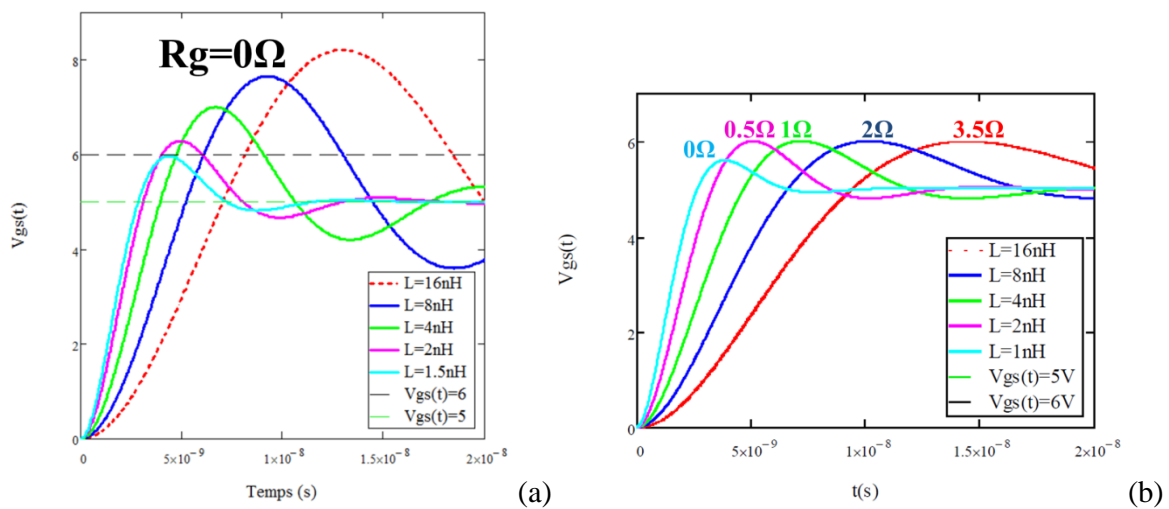 Rg=0Ω
Vgs(t)
8
6
4
2
0
L=16nH
L=8nH
L=4nH
L=2nH
L=1.5nH
Vgs(t)=6
Vgs(t)=5
0
5×10⁻⁹
1×10⁻⁸
1.5×10⁻⁸
2×10⁻⁸
Temps (s)
(a)
0Ω
0.5Ω
1Ω
2Ω
3.5Ω
Vgs(t)
6
4
2
0
L=16nH
L=8nH
L=4nH
L=2nH
L=1nH
Vgs(t)=5V
Vgs(t)=6V
0
5×10⁻⁹
1×10⁻⁸
1.5×10⁻⁸
2×10⁻⁸
t(s)
(b)